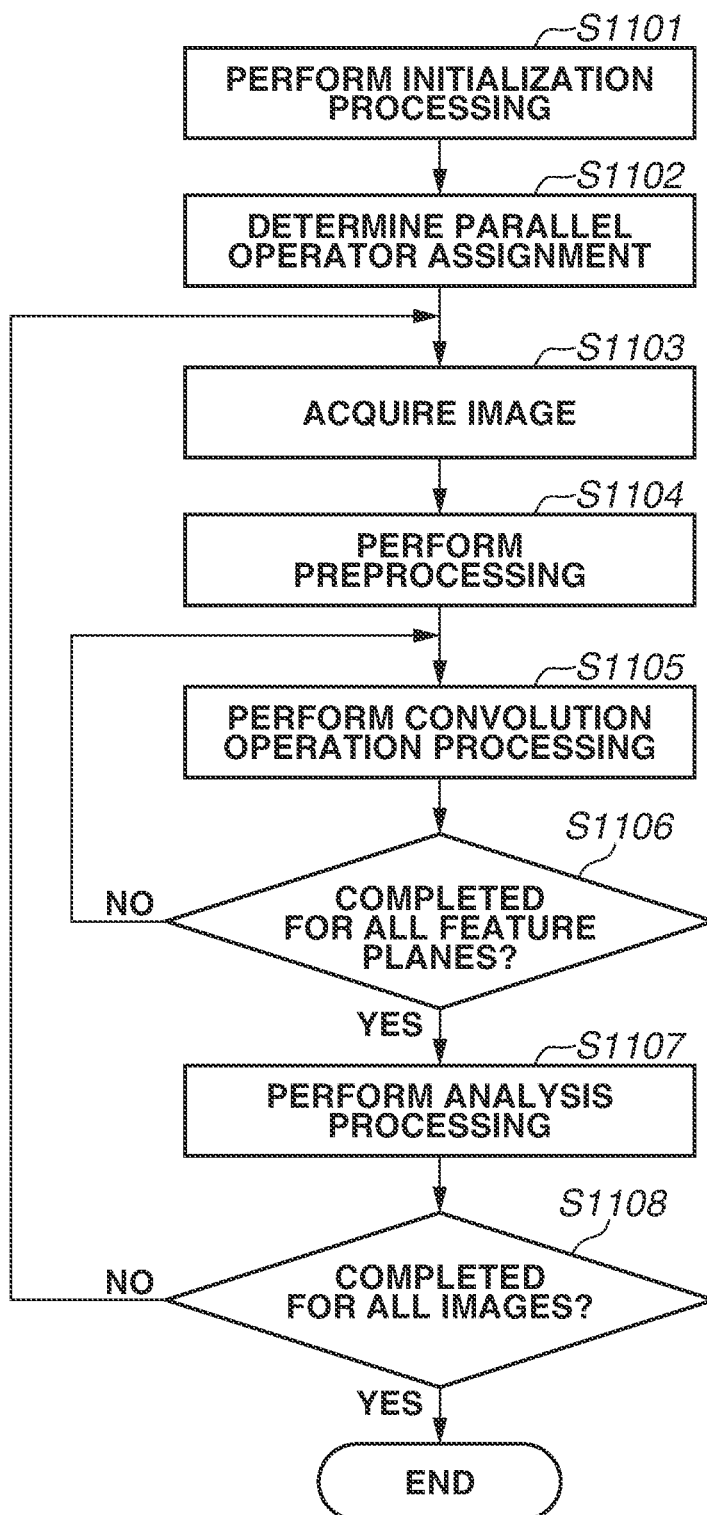 S1101
PERFORM INITIALIZATION
PROCESSING
S1102
DETERMINE PARALLEL
OPERATOR ASSIGNMENT
S1103
ACQUIRE IMAGE
S1104
PERFORM
PREPROCESSING
S1105
PERFORM CONVOLUTION
OPERATION PROCESSING
S1106
COMPLETED
FOR ALL FEATURE
PLANES?
NO
YES
S1107
PERFORM ANALYSIS
PROCESSING
S1108
COMPLETED
FOR ALL IMAGES?
NO
YES
END